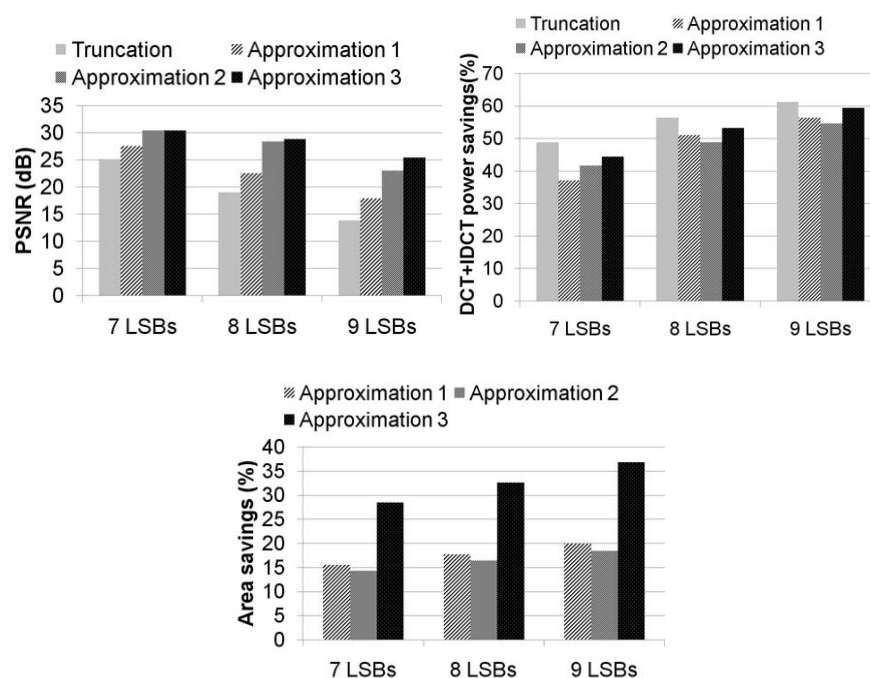 Truncation Approximation 1
Approximation 2 Approximation 3
PSNR (dB)
35
30
25
20
15
10
5
0
7 LSBs 8 LSBs 9 LSBs
Truncation Approximation 1
Approximation 2 Approximation 3
DCT+IDCT power savings(%)
70
60
50
40
30
20
10
0
7 LSBs 8 LSBs 9 LSBs
Approximation 1 Approximation 2
Approximation 3
Area savings (%)
40
35
30
25
20
15
10
5
0
7 LSBs 8 LSBs 9 LSBs